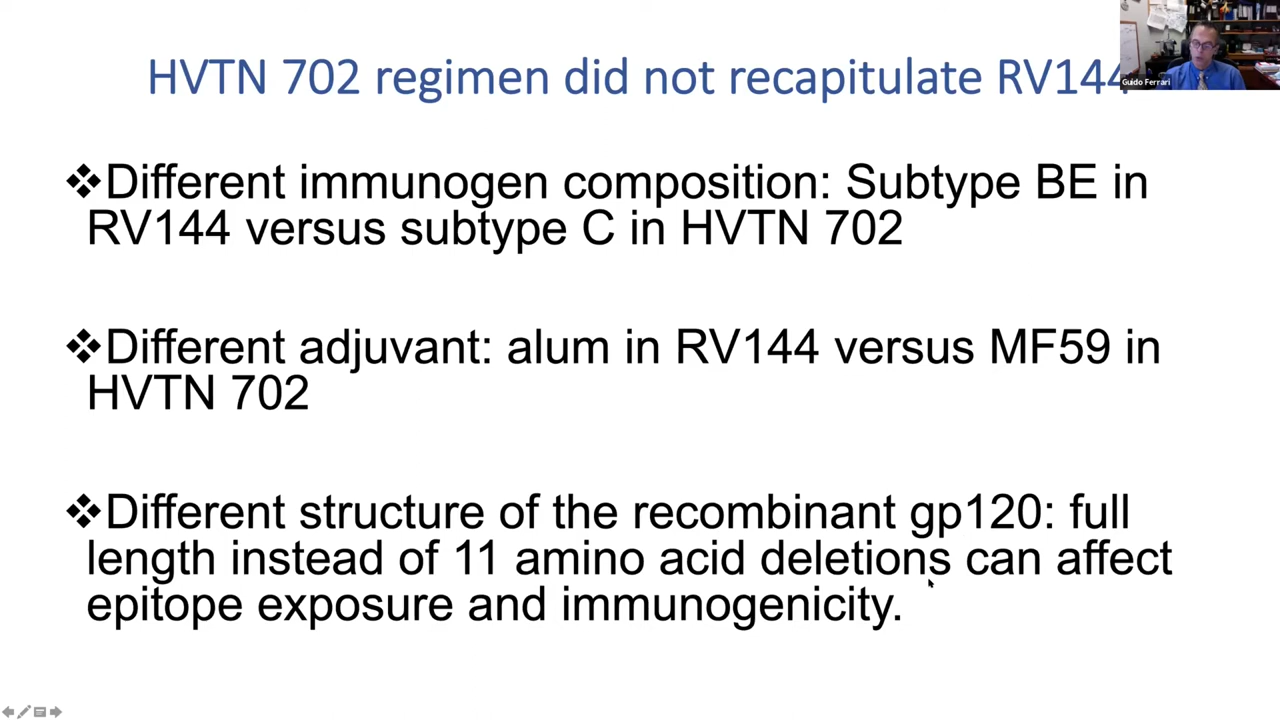 HVTN 702 regimen did not recapitulate RV144
Guido Ferrari
❖Different immunogen composition: Subtype BE in
RV144 versus subtype C in HVTN 702
❖Different adjuvant: alum in RV144 versus MF59 in
HVTN 702
❖Different structure of the recombinant gp120: full
length instead of 11 amino acid deletions can affect
epitope exposure and immunogenicity.